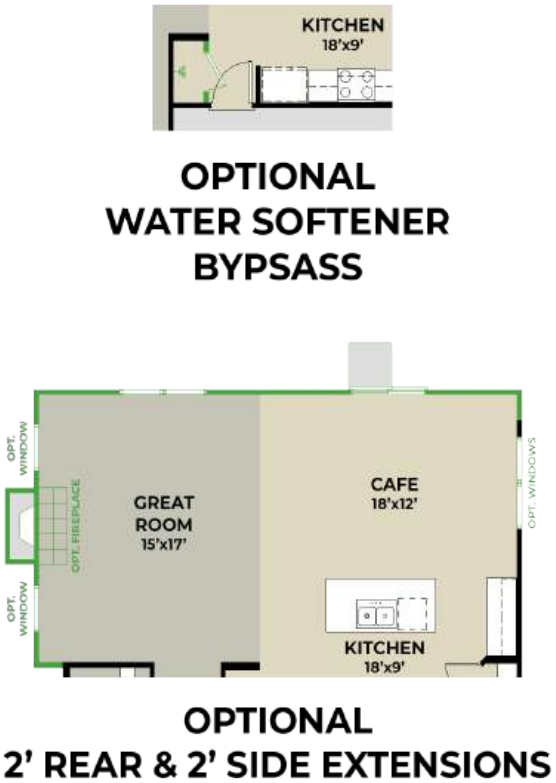 KITCHEN
18'x9'
OPTIONAL
WATER SOFTENER
BYPSASS
OPT.
WINDOW
OPT. FIREPLACE
OPT.
WINDOW
GREAT
ROOM
15'x17'
CAFE
18'x12'
OPT. WINDOWS
KITCHEN
18'x9'
OPTIONAL
2' REAR & 2' SIDE EXTENSIONS